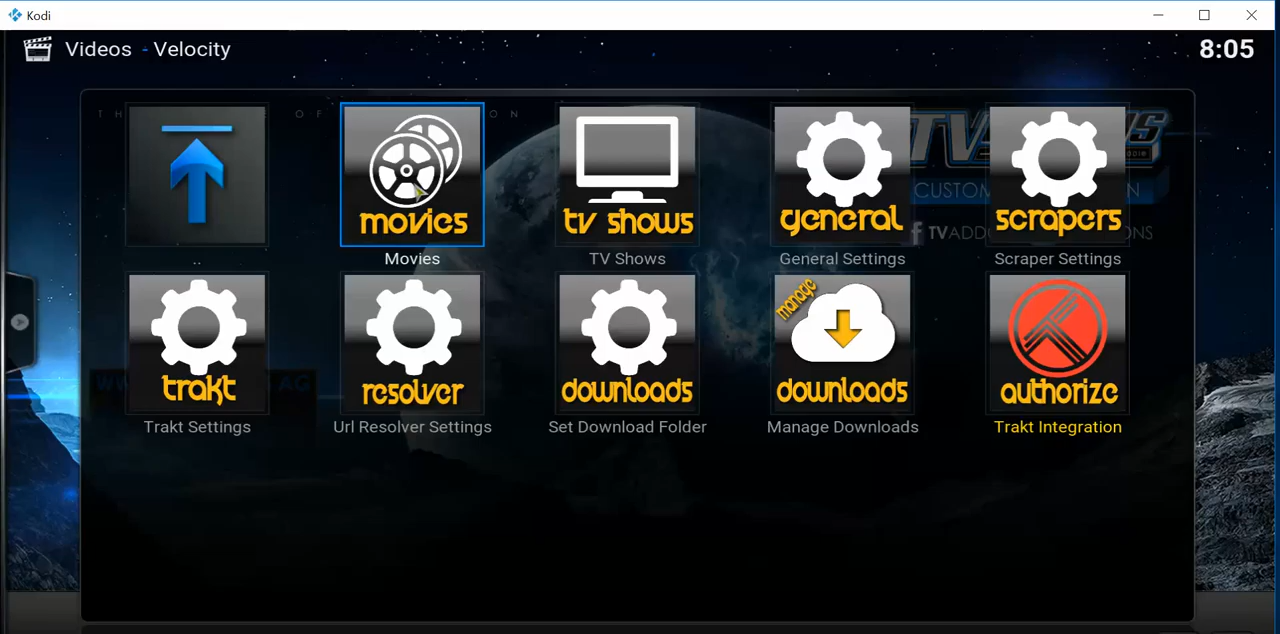 Kodi
Videos - Velocity
8:05
movies
tv shows
general
scrapers
..
Movies
TV Shows
General Settings
Scraper Settings
trakt
resolver
downloads
manage
downloads
authorize
Trakt Settings
Url Resolver Settings
Set Download Folder
Manage Downloads
Trakt Integration